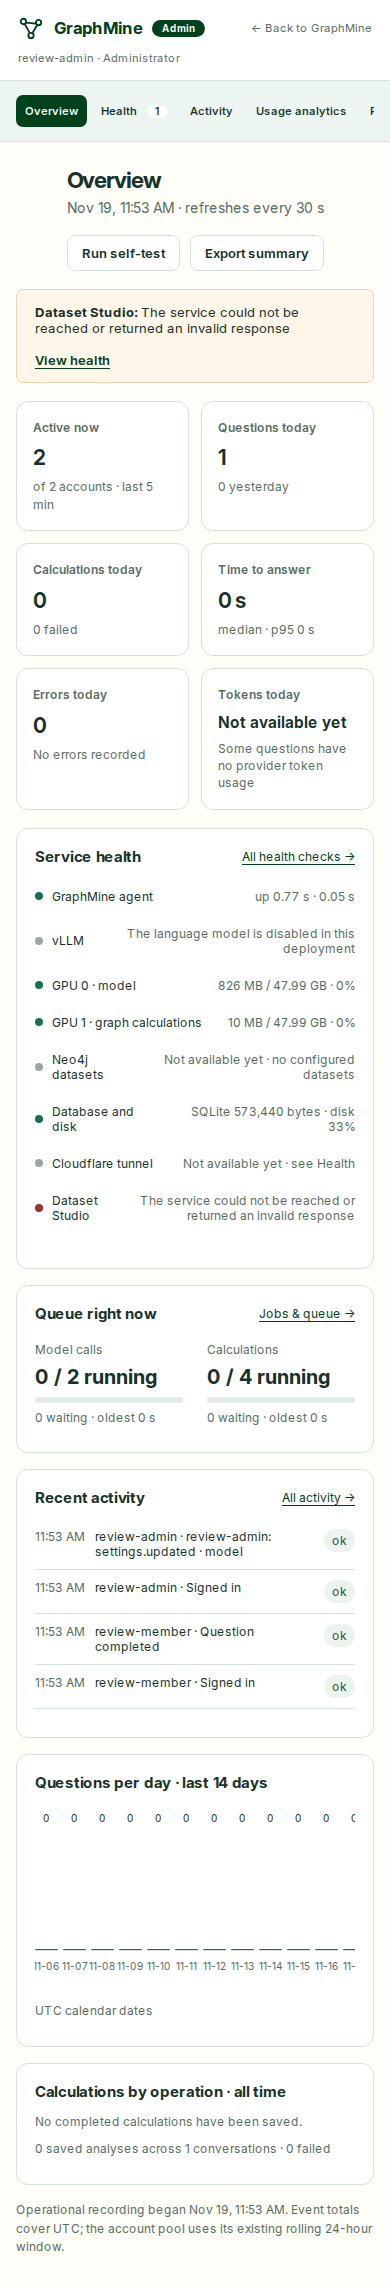 GraphMine Admin ← Back to GraphMine
review-admin · Administrator
Overview Health 1 Activity Usage analytics
Overview
Nov 19, 11:53 AM · refreshes every 30 s
Run self-test Export summary
Dataset Studio: The service could not be
reached or returned an invalid response
View health
Active now
2
of 2 accounts · last 5
min
Questions today
1
0 yesterday
Calculations today
0
0 failed
Time to answer
0 s
median · p95 0 s
Errors today
0
No errors recorded
Tokens today
Not available yet
Some questions have
no provider token
usage
Service health All health checks →
GraphMine agent up 0.77 s · 0.05 s
vLLM The language model is disabled in this
deployment
GPU 0 · model 826 MB / 47.99 GB · 0%
GPU 1 · graph calculations 10 MB / 47.99 GB · 0%
Neo4j
datasets
Not available yet · no configured
datasets
Database and
disk
SQLite 573,440 bytes · disk
33%
Cloudflare tunnel Not available yet · see Health
Dataset
Studio
The service could not be reached or
returned an invalid response
Queue right now Jobs & queue →
Model calls
0 / 2 running
0 waiting · oldest 0 s
Calculations
0 / 4 running
0 waiting · oldest 0 s
Recent activity All activity →
11:53 AM review-admin · review-admin:
settings.updated · model
ok
11:53 AM review-admin · Signed in ok
11:53 AM review-member · Question
completed
ok
11:53 AM review-member · Signed in ok
Questions per day · last 14 days
0 0 0 0 0 0 0 0 0 0 0 0
11-06 11-07 11-08 11-09 11-10 11-11 11-12 11-13 11-14 11-15 11-16 11-
UTC calendar dates
Calculations by operation · all time
No completed calculations have been saved.
0 saved analyses across 1 conversations · 0 failed
Operational recording began Nov 19, 11:53 AM. Event totals
cover UTC; the account pool uses its existing rolling 24-hour
window.